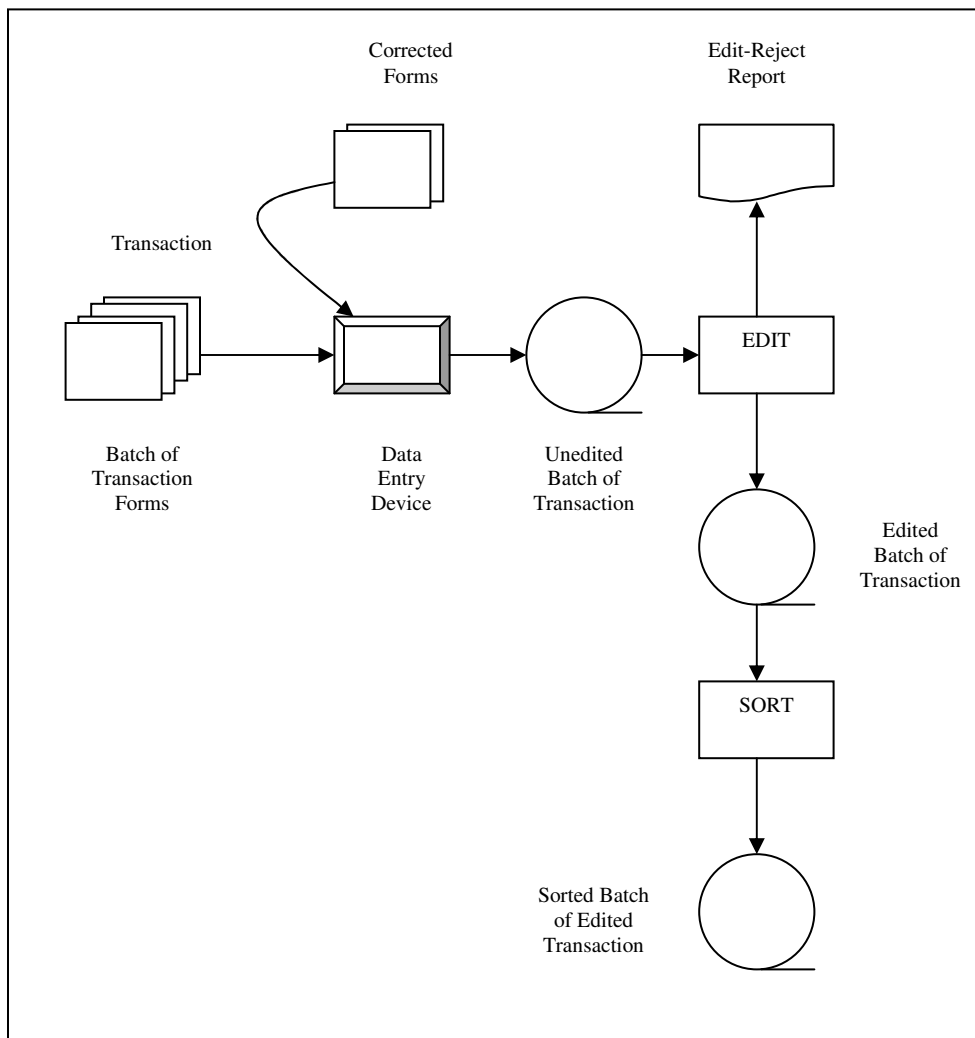 Corrected
Forms
Edit-Reject
Report
Transaction
EDIT
Batch of
Transaction
Forms
Data
Entry
Device
Unedited
Batch of
Transaction
Edited
Batch of
Transaction
SORT
Sorted Batch
of Edited
Transaction